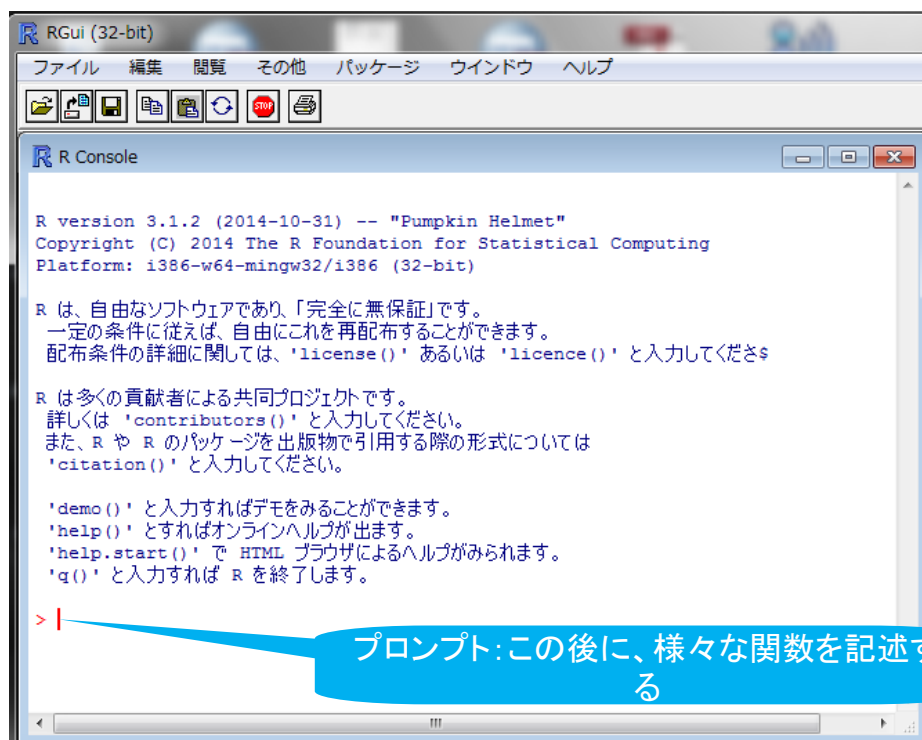 RGui (32-bit)
ファイル 編集 閲覧 その他 パッケージ ウインドウ ヘルプ
STOP
R Console
R version 3.1.2 (2014-10-31) -- "Pumpkin Helmet"
Copyright (C) 2014 The R Foundation for Statistical Computing
Platform: i386-w64-mingw32/i386 (32-bit)
R は、自由なソフトウェアであり、「完全に無保証」です。
一定の条件に従えば、自由にこれを再配布することができます。
配布条件の詳細に関しては、'license()' あるいは 'licence()' と入力してくださ$
R は多くの貢献者による共同プロジェクトです。
詳しくは 'contributors()' と入力してください。
また、R や R のパッケージを出版物で引用する際の形式については
'citation()' と入力してください。
'demo()' と入力すればデモをみることができます。
'help()' とすればオンラインヘルプが出ます。
'help.start()' で HTML ブラウザによるヘルプがみられます。
'q()' と入力すれば R を終了します。
>
プロンプト:この後に、様々な関数を記述す
る